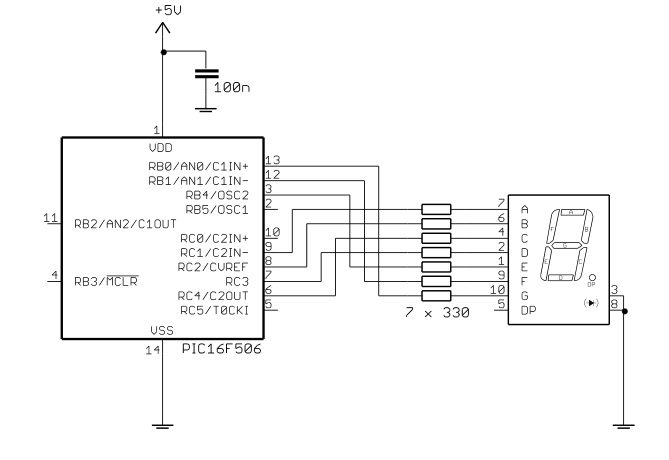 +5V
100n
1
VDD
RB0/AN0/C1IN+ 13
RB1/AN1/C1IN- 12
RB4/OSC2 3
RB5/OSC1 2
11 RB2/AN2/C1OUT
RC0/C2IN+ 10
RC1/C2IN- 9
RC2/CVREF 8
4 RB3/MCLR
RC3 7
RC4/C2OUT 6
RC5/T0CKI 5
VSS
14
PIC16F506
7 x 330
7 A
6 B
4 C
2 D
1 E
9 F
10 G
5 DP
A
F
B
G
E
C
D
DP
3
8